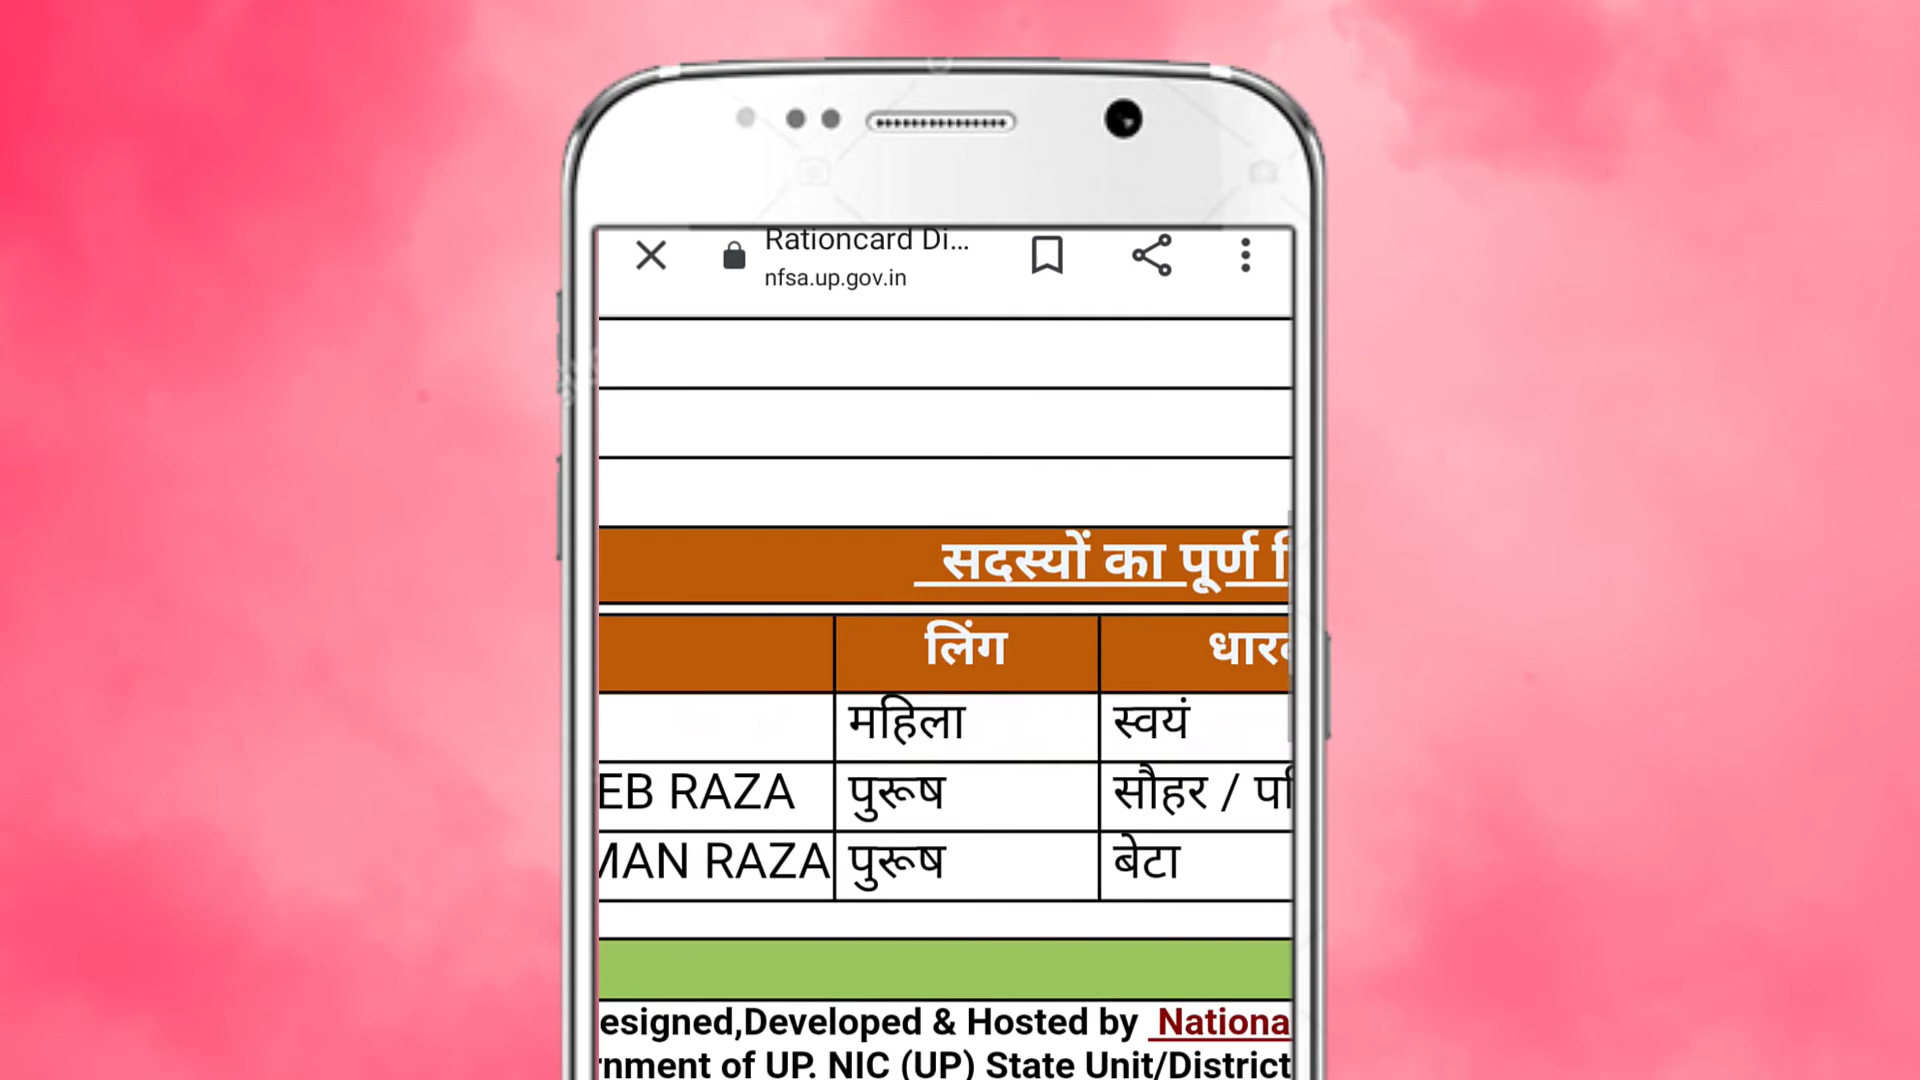 Rationcard Di...
nfsa.up.gov.in
सदस्यों का पूर्ण
लिंग
महिला स्वयं
EB RAZA पुरूष सौहर /
MAN RAZA पुरूष बेटा
esigned,Developed & Hosted by Nationa
rnment of UP. NIC (UP) State Unit/District